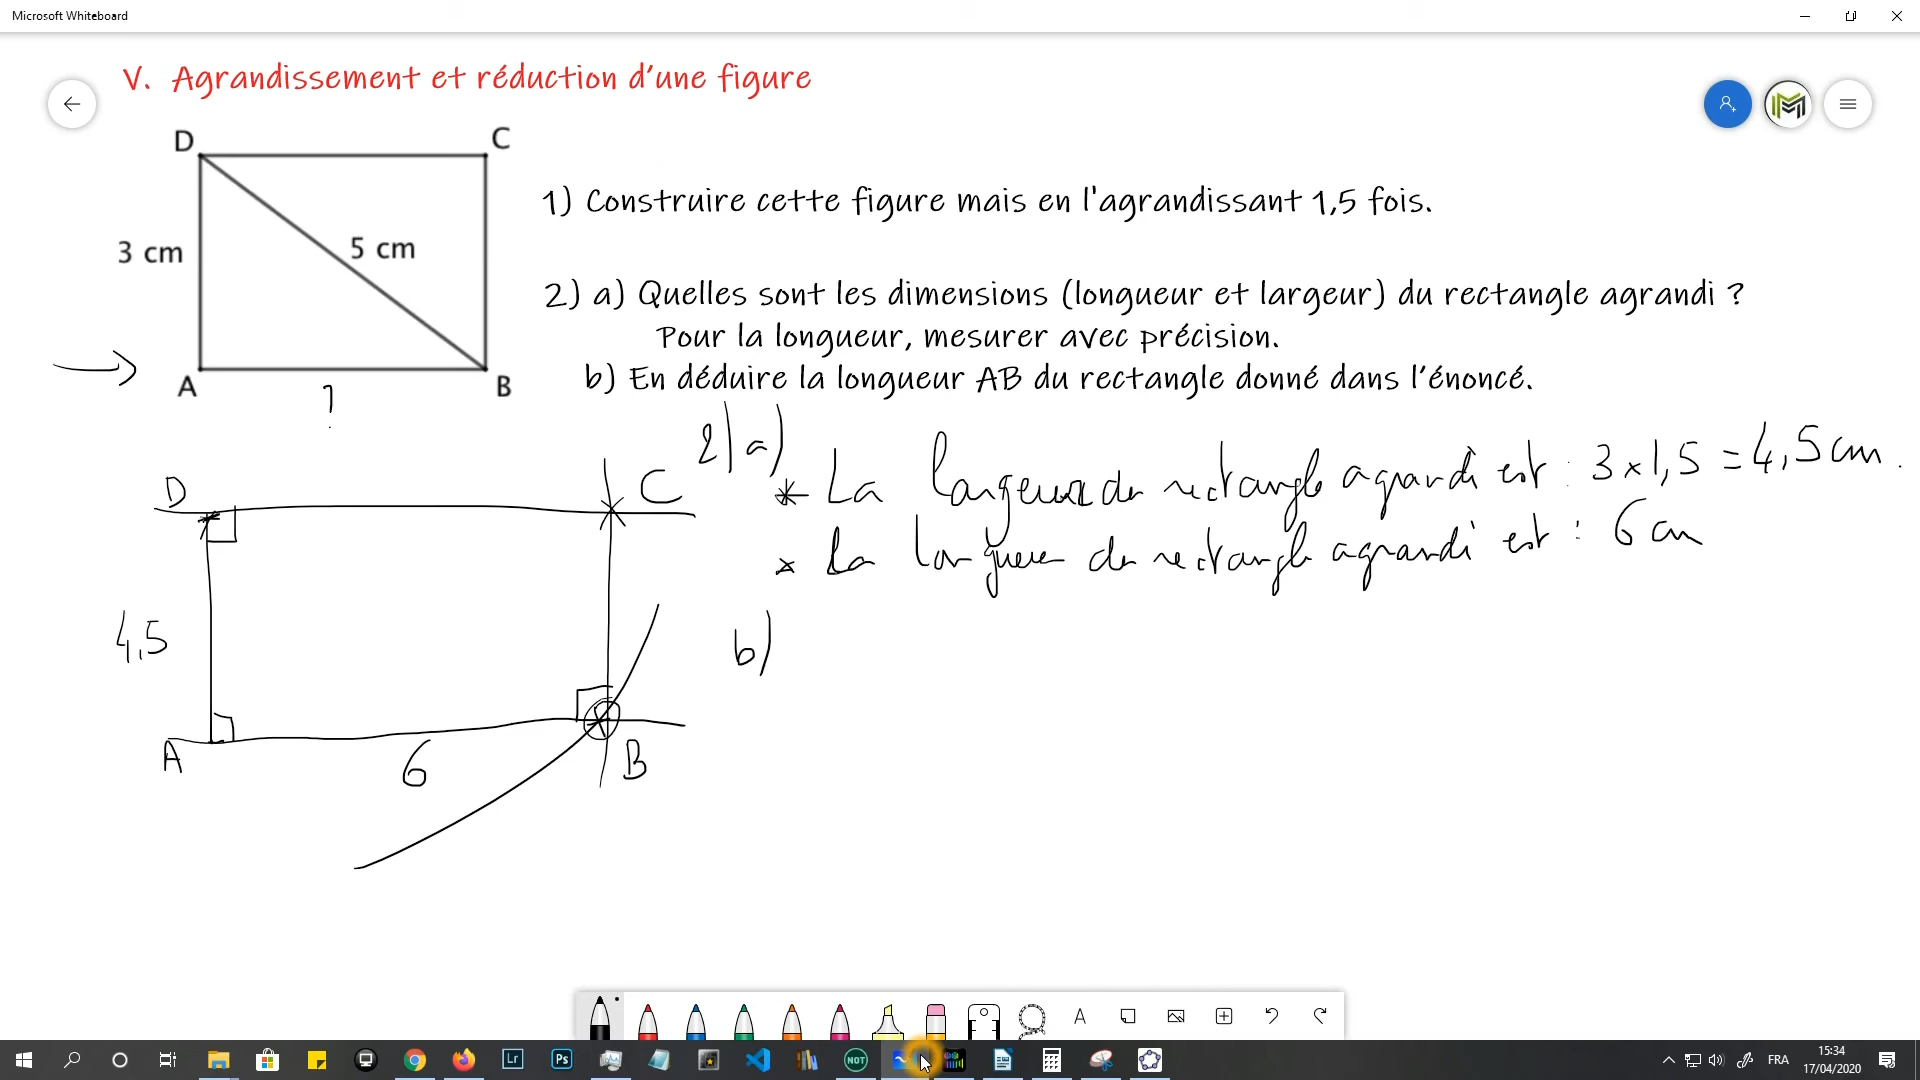 Microsoft Whiteboard
V. Agrandissement et réduction d'une figure
D
C
3 cm
5 cm
A
B
?
1) Construire cette figure mais en l'agrandissant 1,5 fois.
2) a) Quelles sont les dimensions (longueur et largeur) du rectangle agrandi ?
Pour la longueur, mesurer avec précision.
b) En déduire la longueur AB du rectangle donné dans l'énoncé.
2) a)
* La largeur du rectangle agrandi est : 3 x 1,5 = 4,5 cm.
* La longueur du rectangle agrandi est : 6 cm
b)
D
C
4,5
A
6
B
A
Lr
Ps
NOT
FRA
15:34
17/04/2020